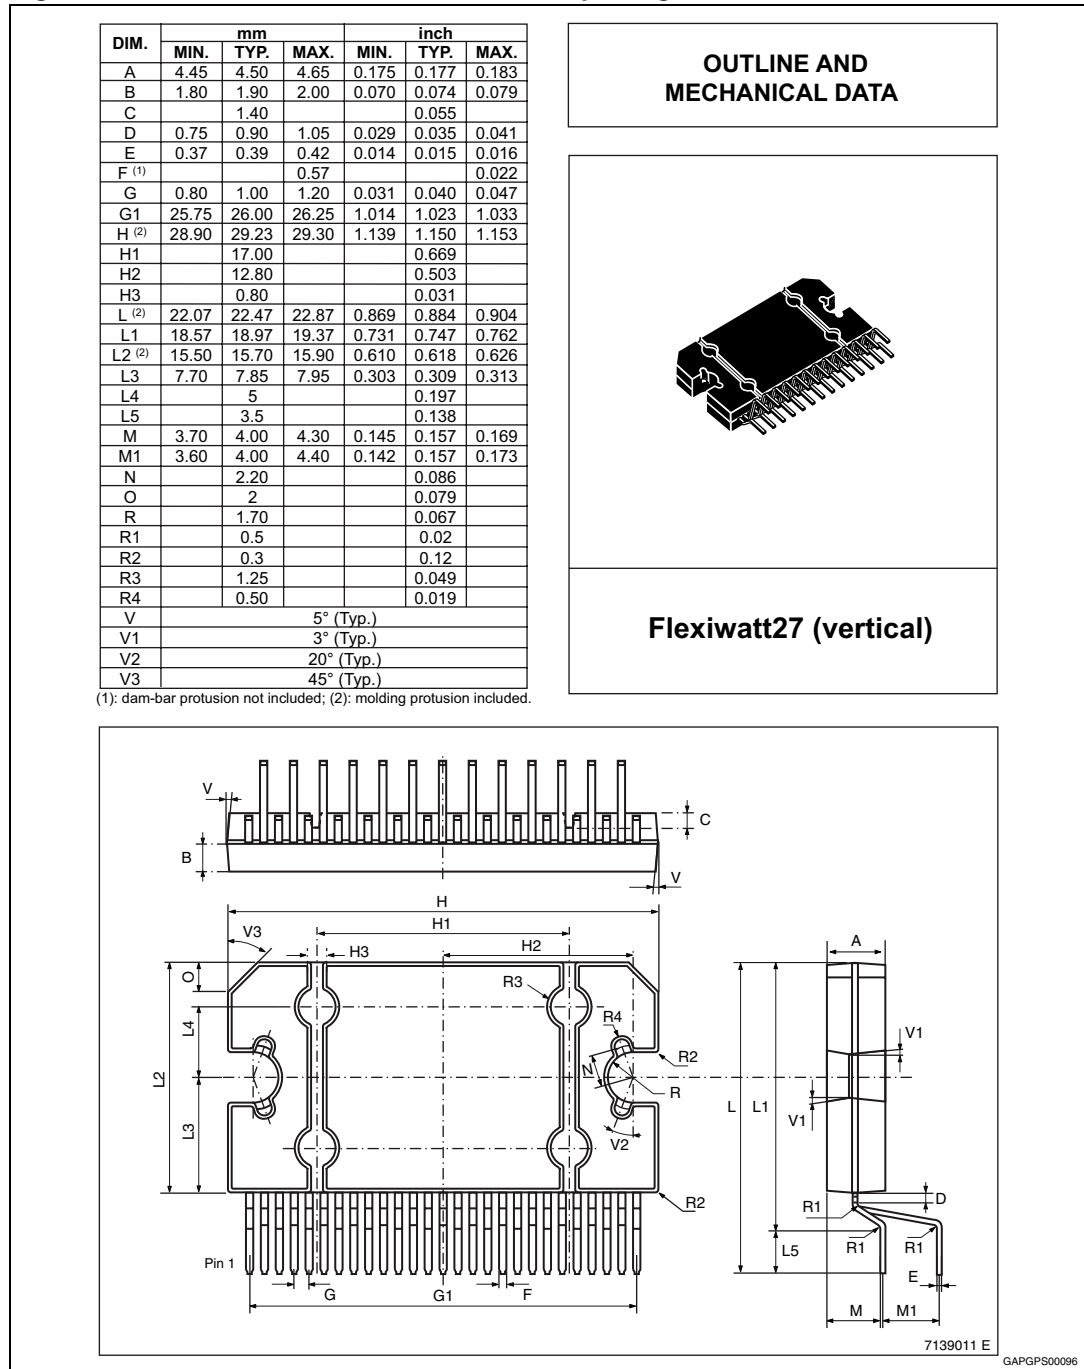 DIM. mm inch
MIN. TYP. MAX. MIN. TYP. MAX.
A 4.45 4.50 4.65 0.175 0.177 0.183
B 1.80 1.90 2.00 0.070 0.074 0.079
C 1.40 0.055
D 0.75 0.90 1.05 0.029 0.035 0.041
E 0.37 0.39 0.42 0.014 0.015 0.016
F (1) 0.57 0.022
G 0.80 1.00 1.20 0.031 0.040 0.047
G1 25.75 26.00 26.25 1.014 1.023 1.033
H (2) 28.90 29.23 29.30 1.139 1.150 1.153
H1 17.00 0.669
H2 12.80 0.503
H3 0.80 0.031
L (2) 22.07 22.47 22.87 0.869 0.884 0.904
L1 18.57 18.97 19.37 0.731 0.747 0.762
L2 (2) 15.50 15.70 15.90 0.610 0.618 0.626
L3 7.70 7.85 7.95 0.303 0.309 0.313
L4 5 0.197
L5 3.5 0.138
M 3.70 4.00 4.30 0.145 0.157 0.169
M1 3.60 4.00 4.40 0.142 0.157 0.173
N 2.20 0.086
O 2 0.079
R 1.70 0.067
R1 0.5 0.02
R2 0.3 0.12
R3 1.25 0.049
R4 0.50 0.019
V 5° (Typ.)
V1 3° (Typ.)
V2 20° (Typ.)
V3 45° (Typ.)
(1): dam-bar protusion not included; (2): molding protusion included.
OUTLINE AND
MECHANICAL DATA
Flexiwatt27 (vertical)
V
C
B
V
H
H1
V3
H3
H2
A
O
R3
L4
R4
V1
L2
N
R2
R
L
L1
V1
L3
V2
D
R2
R1
R1
R1
Pin 1
L5
E
G
G1
F
M
M1
7139011 E
GAPGPS00096